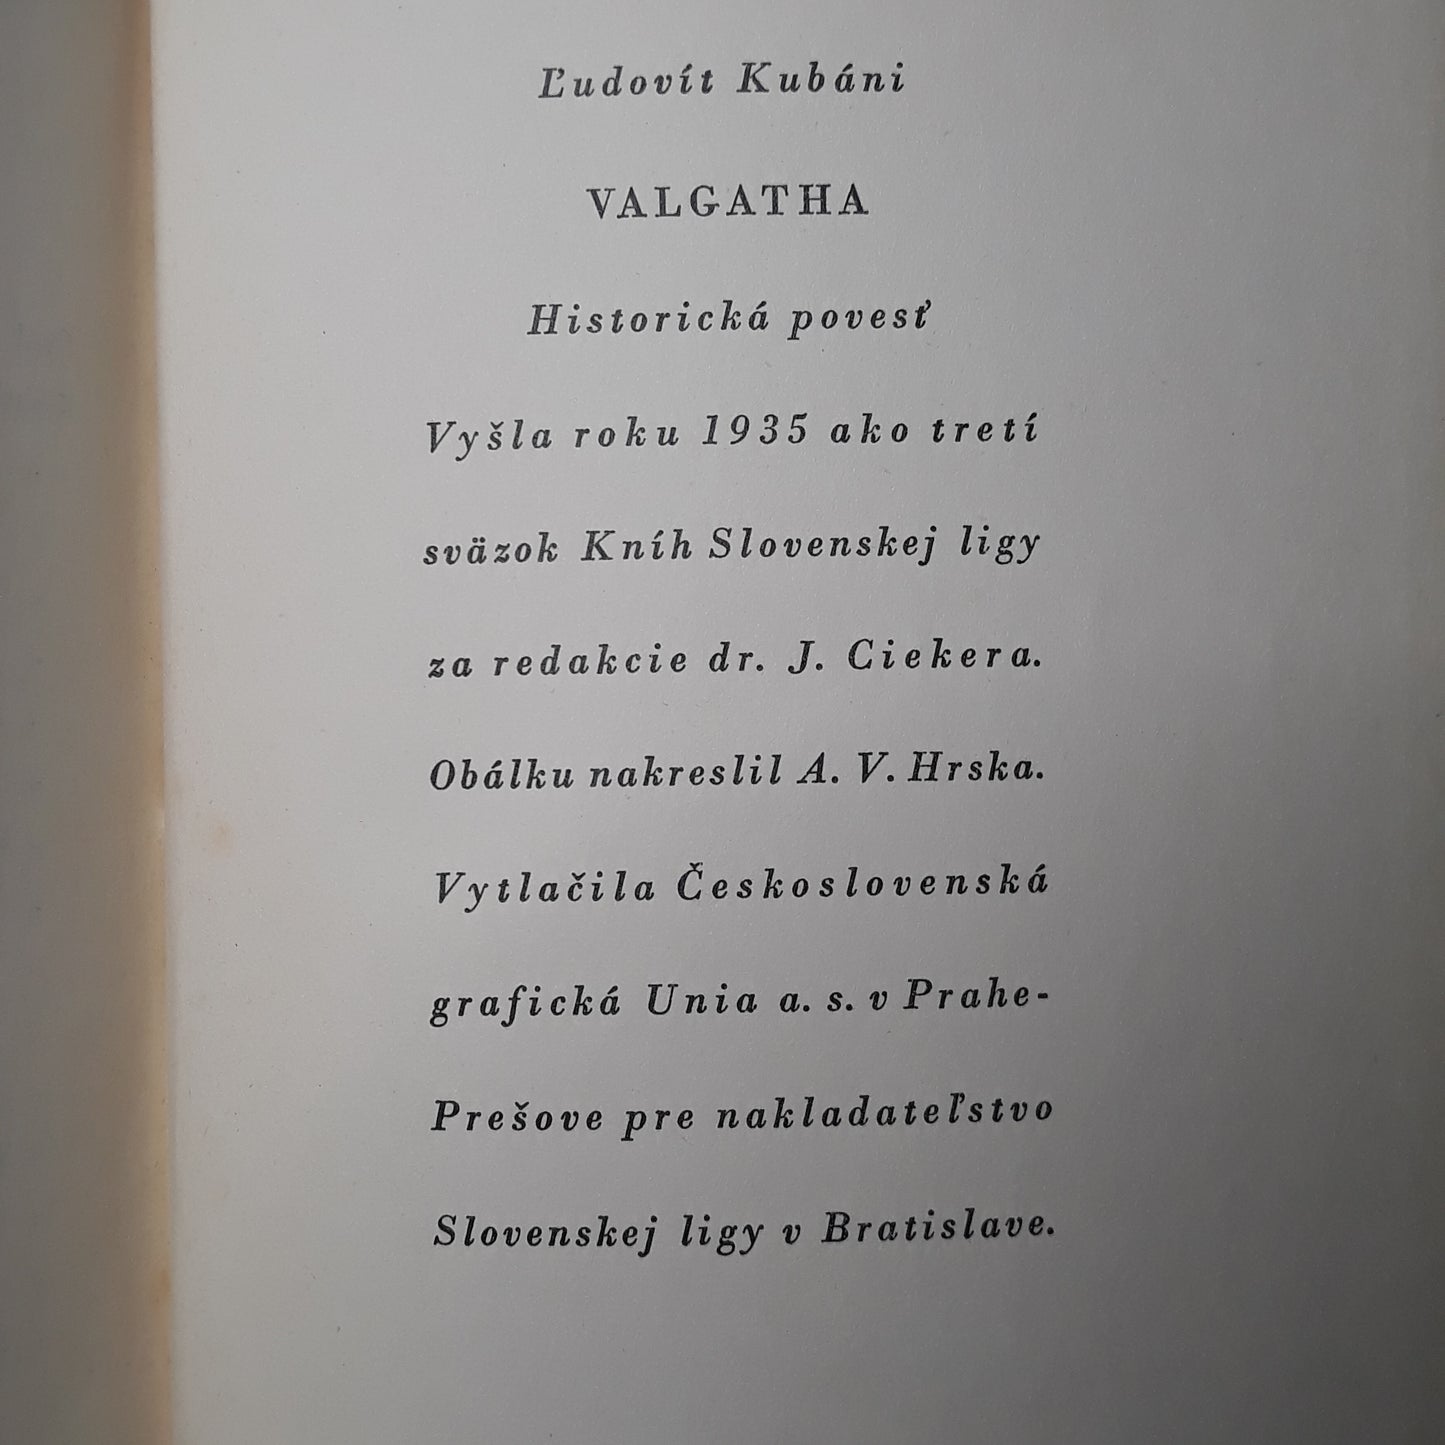 Ľudovít Kubáni
VALGATHA
Historická povesť
Vyšla roku 1935 ako tretí
sväzok Kníh Slovenskej ligy
za redakcie dr. J. Ciekera.
Obálku nakreslil A. V. Hrska.
Vytlačila Československá
grafická Unia a. s. v Prahe-
Prešove pre nakladateľstvo
Slovenskej ligy v Bratislave.